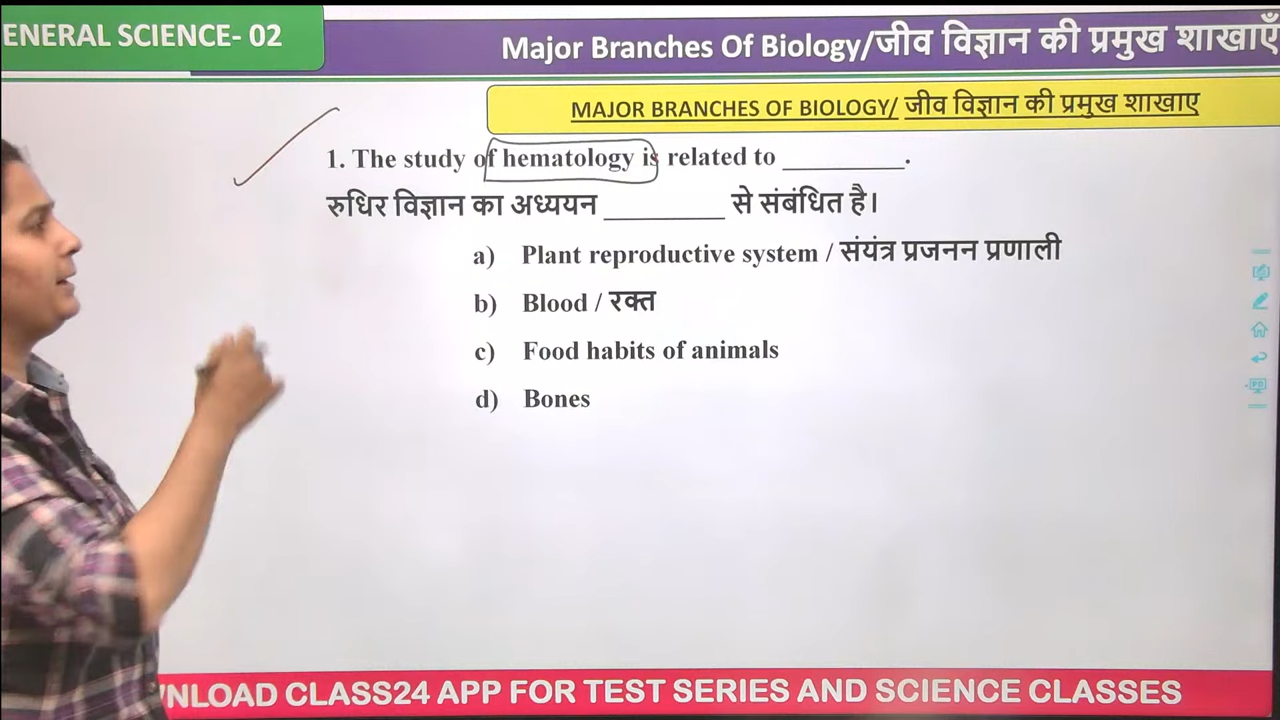 ENERAL SCIENCE- 02
Major Branches Of Biology/जीव विज्ञान की प्रमुख शाखाएँ
MAJOR BRANCHES OF BIOLOGY/ जीव विज्ञान की प्रमुख शाखाए
1. The study of hematology is related to _________.
रुधिर विज्ञान का अध्ययन _________ से संबंधित है।
a) Plant reproductive system / संयंत्र प्रजनन प्रणाली
b) Blood / रक्त
c) Food habits of animals
d) Bones
WNLOAD CLASS24 APP FOR TEST SERIES AND SCIENCE CLASSES